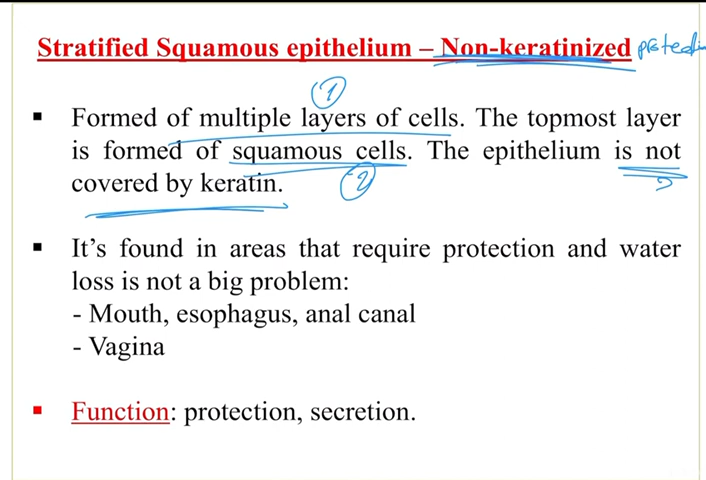 Stratified Squamous epithelium – Non-keratinized
▪ Formed of multiple layers of cells. The topmost layer
is formed of squamous cells. The epithelium is not
covered by keratin.
1
2
▪ It’s found in areas that require protection and water
loss is not a big problem:
- Mouth, esophagus, anal canal
- Vagina
▪ Function: protection, secretion.